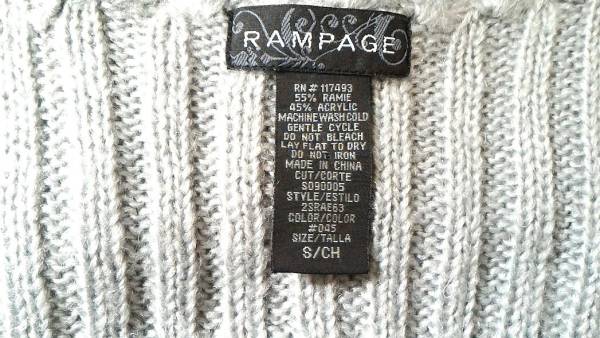 RAMPAGE
RN # 117493
55% RAMIE
45% ACRYLIC
MACHINE WASH COLD
GENTLE CYCLE
DO NOT BLEACH
LAY FLAT TO DRY
DO NOT IRON
MADE IN CHINA
CUT/CORTE
S090005
STYLE/ESTILO
2SRAE63
COLOR/COLOR
#045
SIZE/TALLA
S/CH